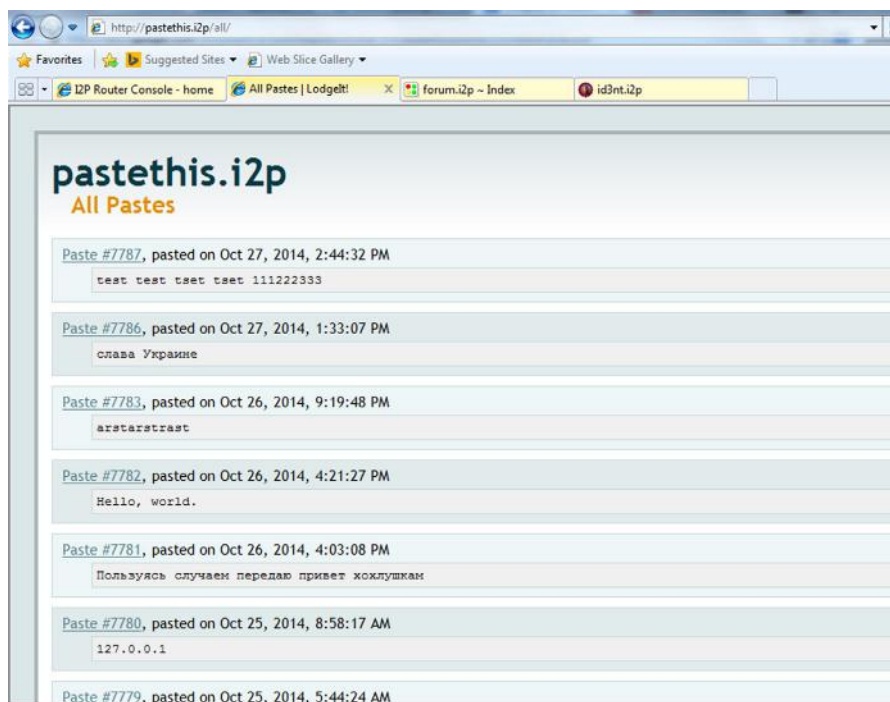 http://pastethis.i2p/all/
Favorites Suggested Sites Web Slice Gallery
I2P Router Console - home All Pastes | LodgeIt! X forum.i2p ~ Index id3nt.i2p
pastethis.i2p
All Pastes
Paste #7787, pasted on Oct 27, 2014, 2:44:32 PM
test test tset tset 111222333
Paste #7786, pasted on Oct 27, 2014, 1:33:07 PM
слава Украине
Paste #7783, pasted on Oct 26, 2014, 9:19:48 PM
arstarstrast
Paste #7782, pasted on Oct 26, 2014, 4:21:27 PM
Hello, world.
Paste #7781, pasted on Oct 26, 2014, 4:03:08 PM
Пользуясь случаем передаю привет хохлушкам
Paste #7780, pasted on Oct 25, 2014, 8:58:17 AM
127.0.0.1
Paste #7779, pasted on Oct 25, 2014, 5:44:24 AM